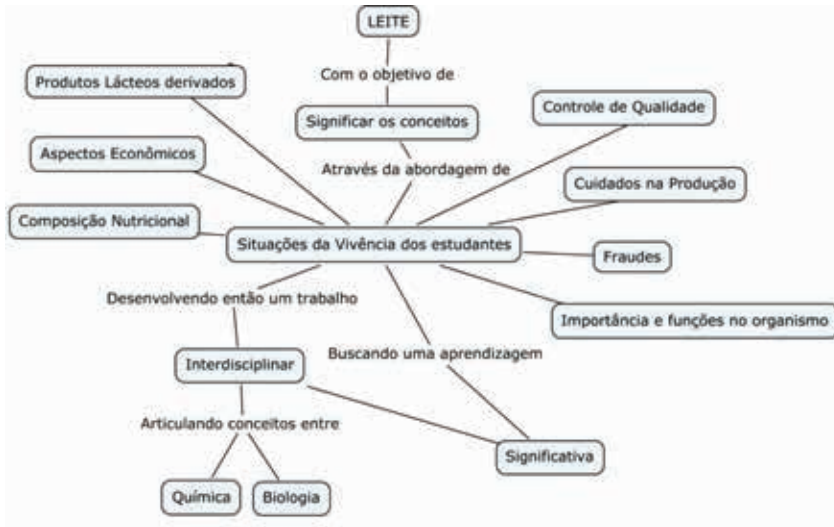 LEITE
Com o objetivo de
Produtos Lácteos derivados
Significar os conceitos
Controle de Qualidade
Aspectos Econômicos
Através da abordagem de
Cuidados na Produção
Composição Nutricional
Situações da Vivência dos estudantes
Fraudes
Desenvolvendo então um trabalho
Importância e funções no organismo
Buscando uma aprendizagem
Interdisciplinar
Articulando conceitos entre
Significativa
Química
Biologia